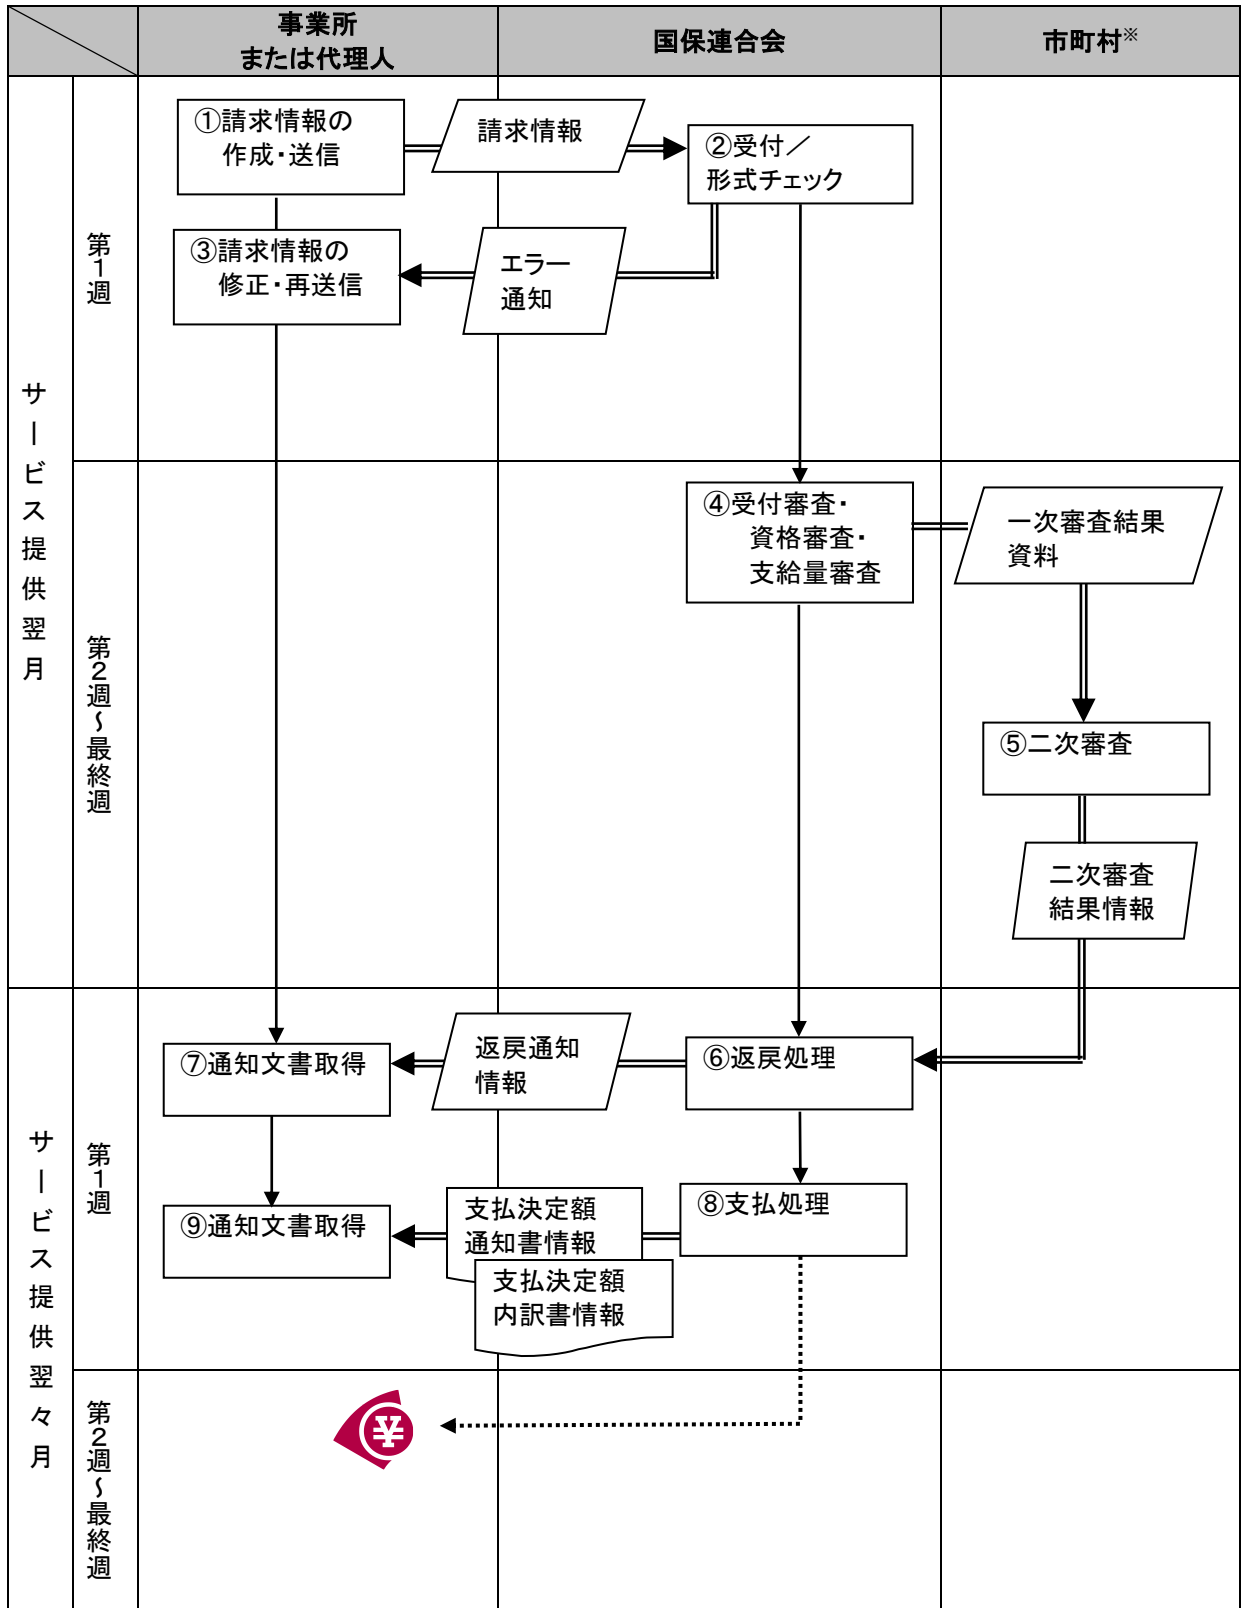 事業所
または代理人
国保連合会
市町村※
サービス提供翌月
第1週
①請求情報の
作成・送信
請求情報
②受付／
形式チェック
③請求情報の
修正・再送信
エラー
通知
第2週～最終週
④受付審査・
資格審査・
支給量審査
一次審査結果
資料
⑤二次審査
二次審査
結果情報
サービス提供翌々月
第1週
⑦通知文書取得
返戻通知
情報
⑥返戻処理
⑨通知文書取得
支払決定額
通知書情報
⑧支払処理
支払決定額
内訳書情報
第2週～最終週
¥